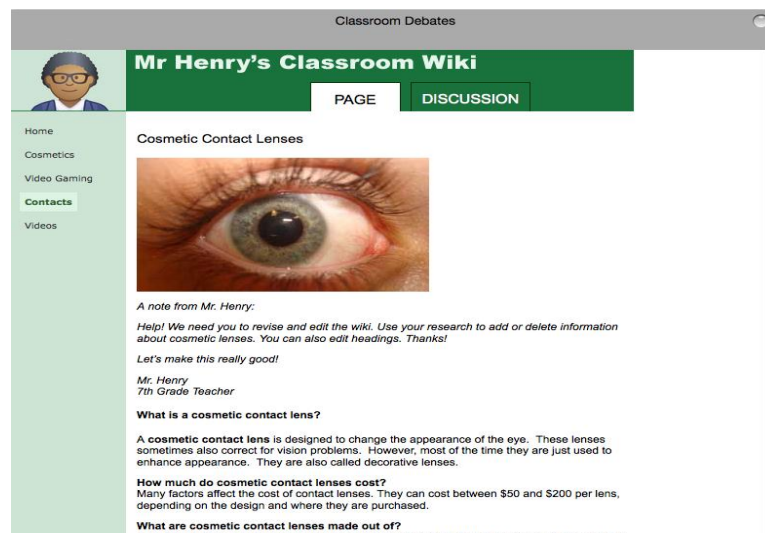 Classroom Debates
Mr Henry's Classroom Wiki
PAGE
DISCUSSION
Home
Cosmetics
Video Gaming
Contacts
Videos
Cosmetic Contact Lenses
A note from Mr. Henry:
Help! We need you to revise and edit the wiki. Use your research to add or delete information
about cosmetic lenses. You can also edit headings. Thanks!
Let's make this really good!
Mr. Henry
7th Grade Teacher
What is a cosmetic contact lens?
A cosmetic contact lens is designed to change the appearance of the eye. These lenses
sometimes also correct for vision problems. However, most of the time they are just used to
enhance appearance. They are also called decorative lenses.
How much do cosmetic contact lenses cost?
Many factors affect the cost of contact lenses. They can cost between $50 and $200 per lens,
depending on the design and where they are purchased.
What are cosmetic contact lenses made out of?